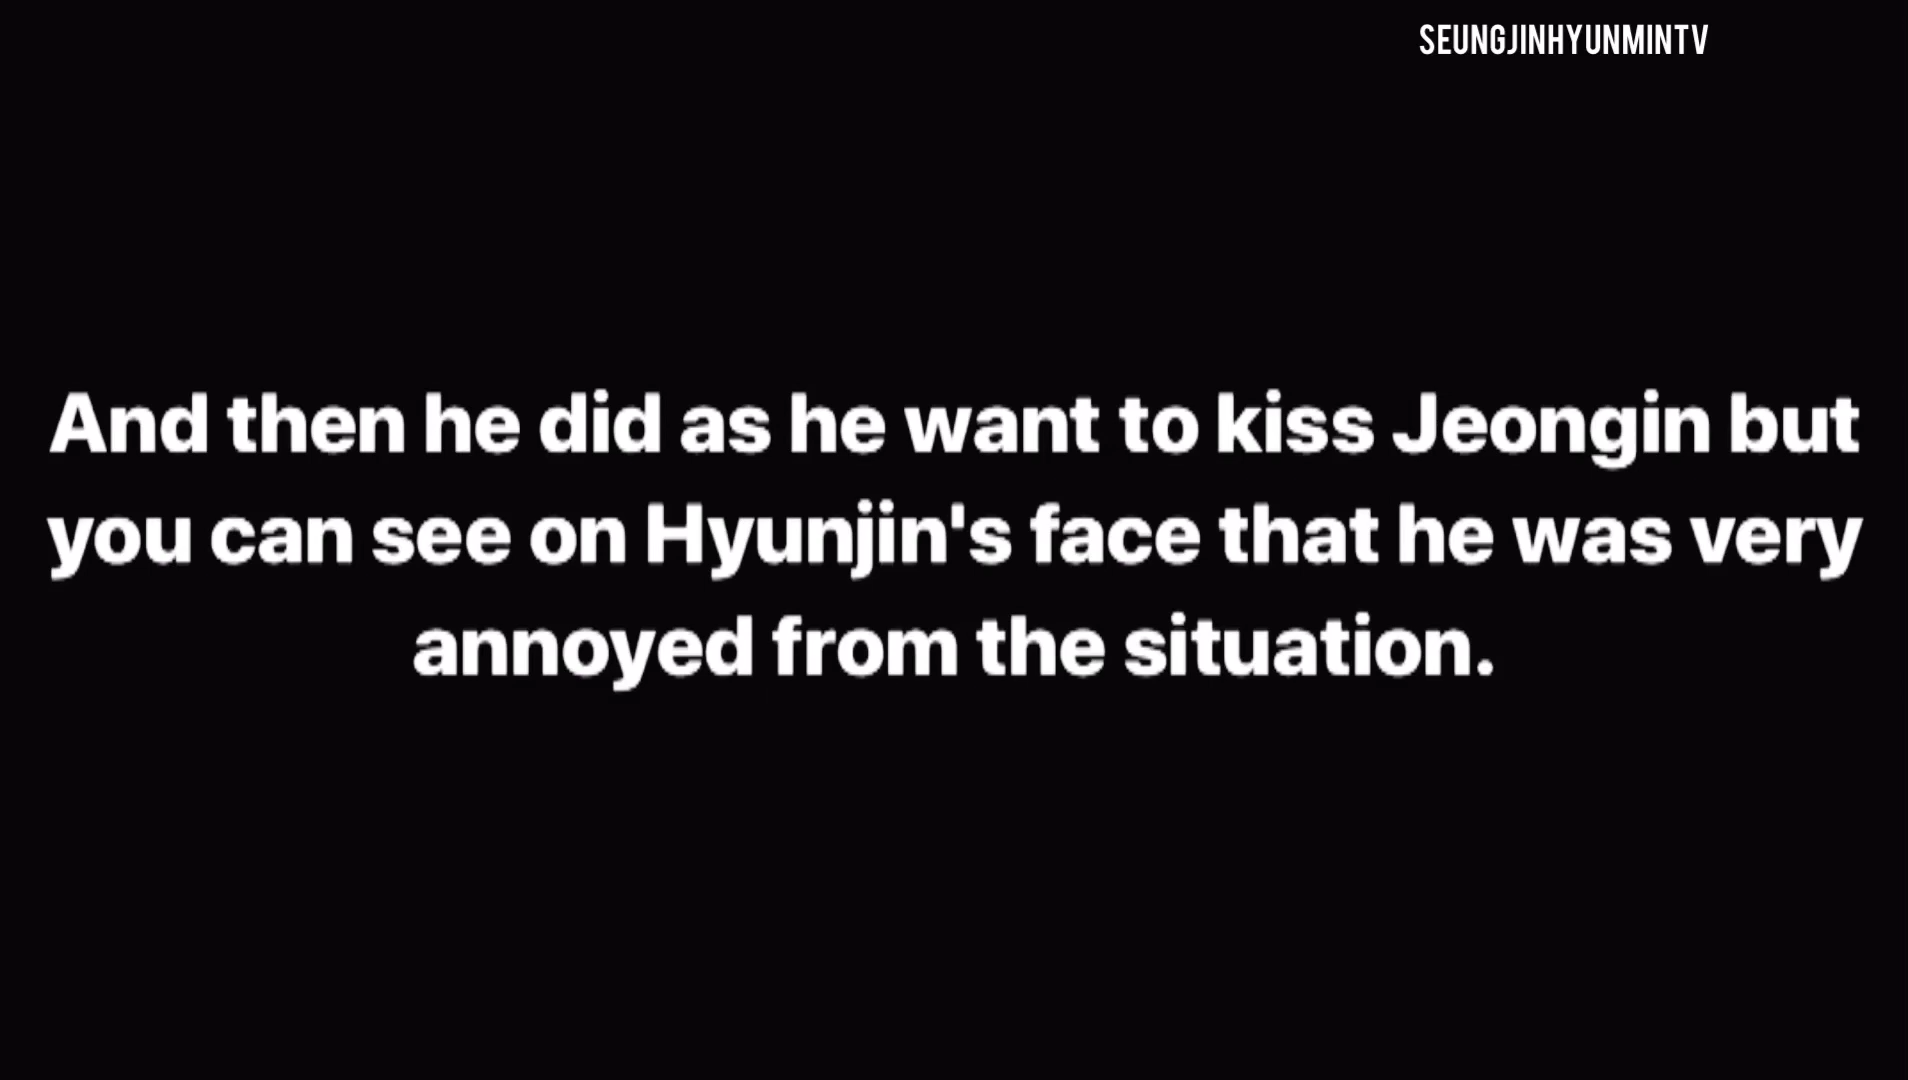 SEUNGJINHYUNMINTV
And then he did as he want to kiss Jeongin but
you can see on Hyunjin's face that he was very
annoyed from the situation.